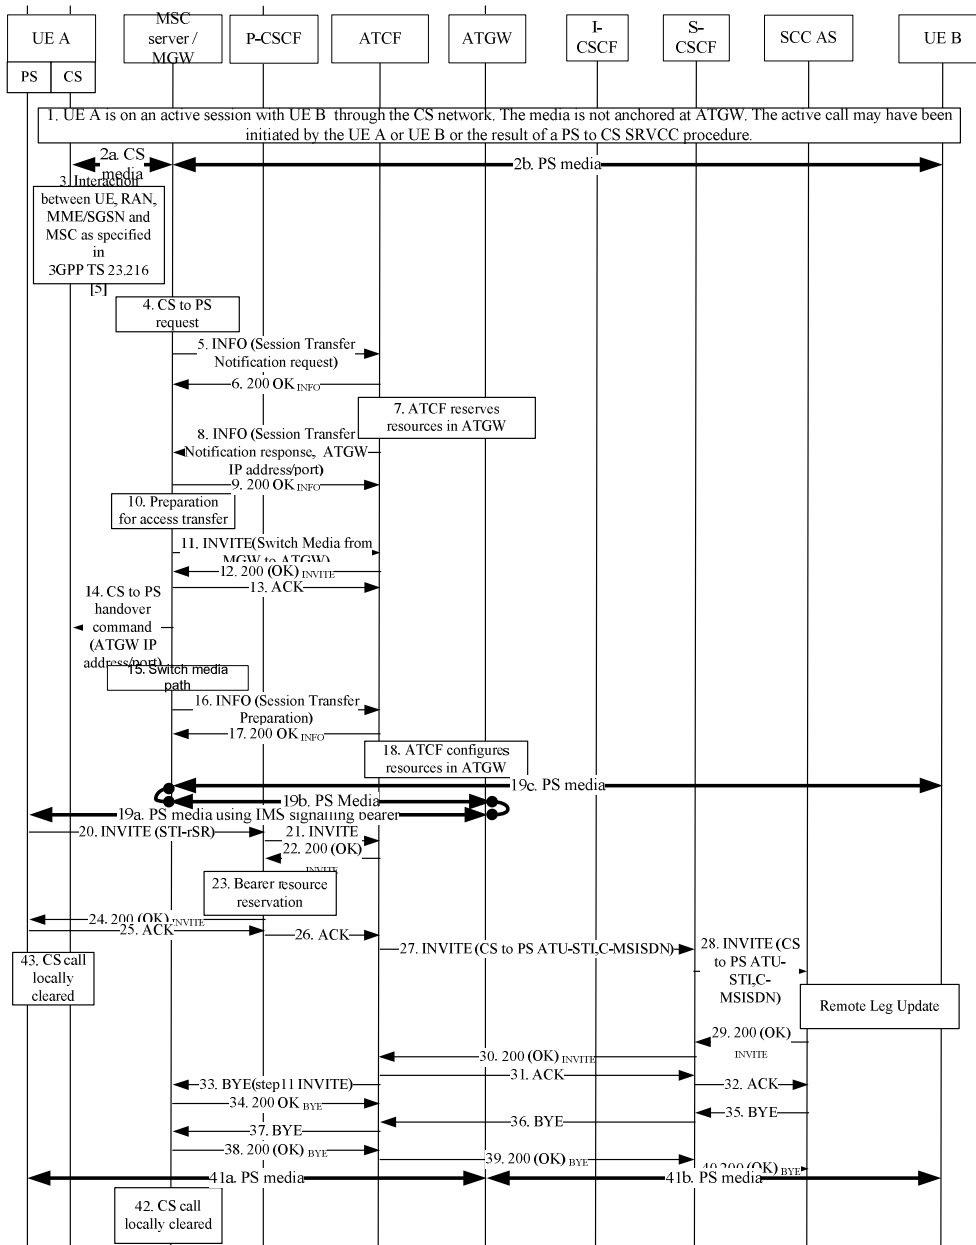 UE A
MSC
server /
MGW
P-CSCF
ATCF
ATGW
I-
CSCF
S-
CSCF
SCC AS
UE B
PS
CS
1. UE A is on an active session with UE B through the CS network. The media is not anchored at ATGW. The active call may have been
initiated by the UE A or UE B or the result of a PS to CS SRVCC procedure.
2a. CS
media
2b. PS media
3. Interaction
between UE, RAN,
MME/SGSN and
MSC as specified
in
3GPP TS 23.216
[5]
4. CS to PS
request
5. INFO (Session Transfer
Notification request)
6. 200 OK INFO
7. ATCF reserves
resources in ATGW
8. INFO (Session Transfer
Notification response, ATGW
IP address/port)
9. 200 OK INFO
10. Preparation
for access transfer
11. INVITE(Switch Media from
MGW to ATGW)
12. 200 (OK) INVITE
13. ACK
14. CS to PS
handover
command
(ATGW IP
address/port)
15. Switch media
path
16. INFO (Session Transfer
Preparation)
17. 200 OK INFO
18. ATCF configures
resources in ATGW
19c. PS media
19b. PS Media
19a. PS media using IMS signalling bearer
20. INVITE (STI-rSR)
21. INVITE
22. 200 (OK)
INVITE
23. Bearer resource
reservation
24. 200 (OK) INVITE
25. ACK
26. ACK
27. INVITE (CS to PS ATU-STI,C-MSISDN)
28. INVITE (CS
to PS ATU-
STI,C-
MSISDN)
43. CS call
locally
cleared
Remote Leg Update
29. 200 (OK)
INVITE
30. 200 (OK) INVITE
31. ACK
32. ACK
33. BYE(step11 INVITE)
34. 200 OK BYE
35. BYE
36. BYE
37. BYE
38. 200 (OK) BYE
39. 200 (OK) BYE
40.200 (OK) BYE
41a. PS media
41b. PS media
42. CS call
locally cleared